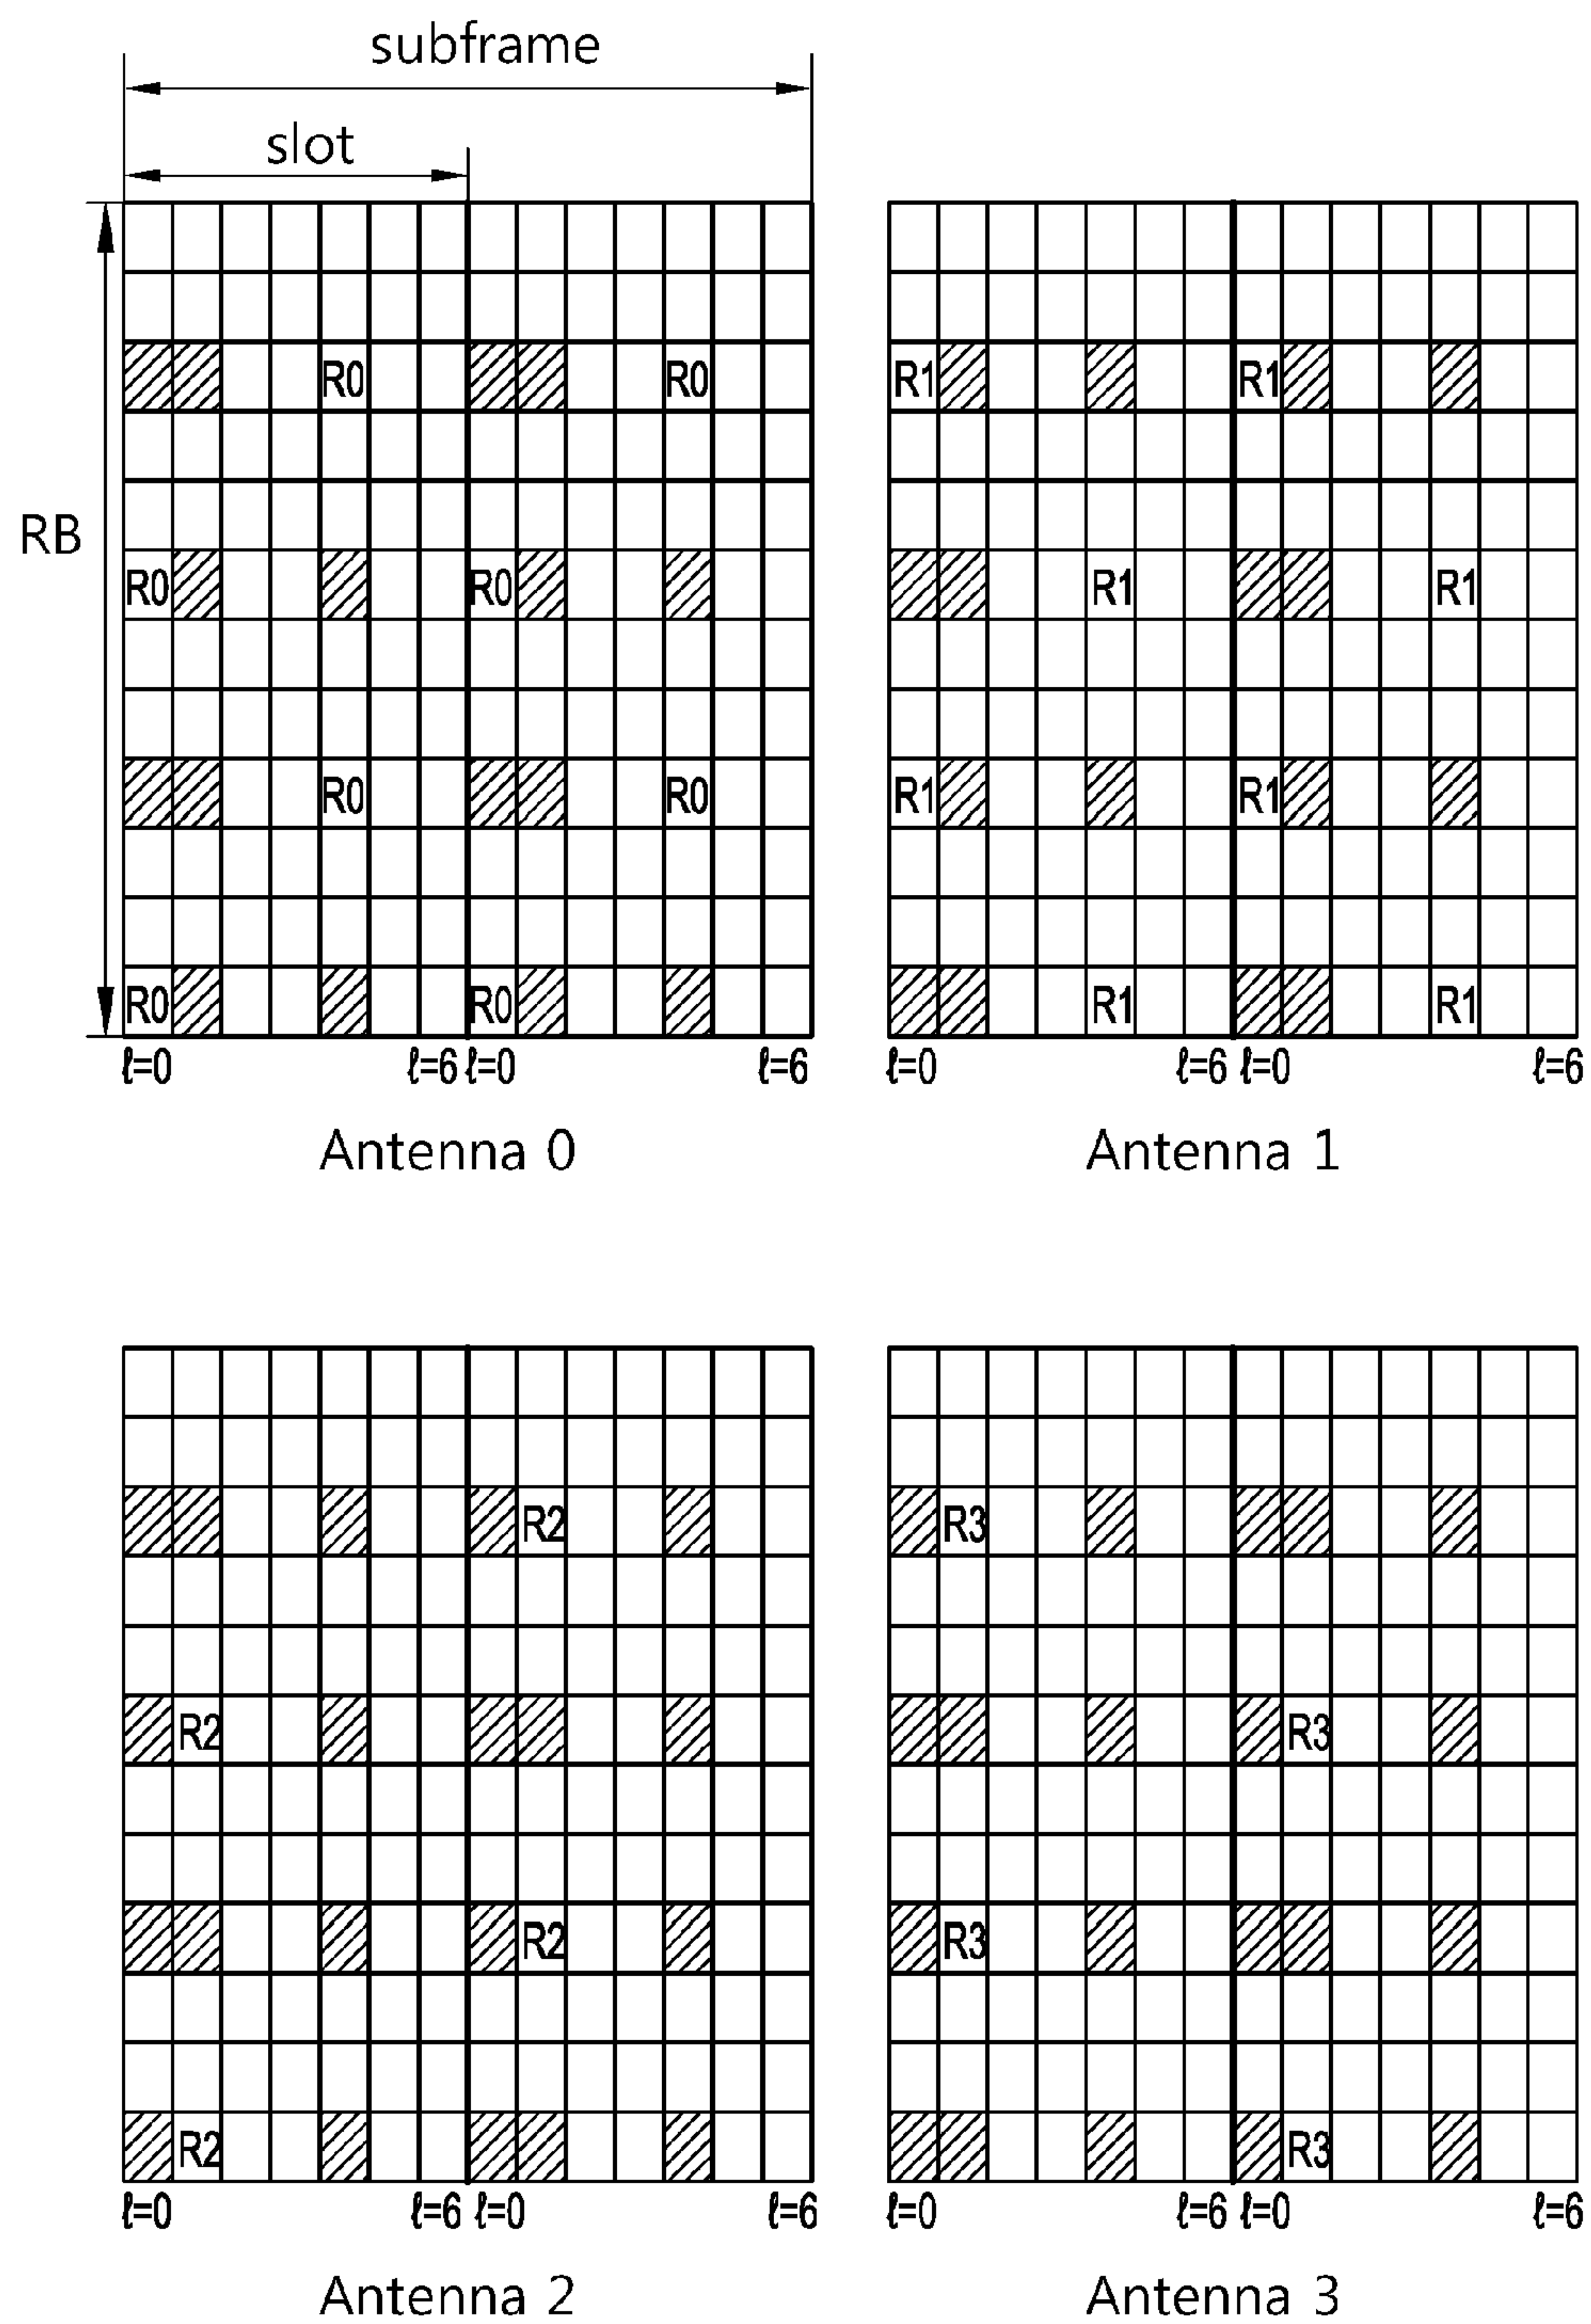 subframe
slot
RB
R0 R0 R1 R1
R0 R0 R1 R1
R0 R0 R1 R1
R0 R0 R1 R1
ℓ=0 ℓ=6 ℓ=0 ℓ=6 ℓ=0 ℓ=6 ℓ=0 ℓ=6
Antenna 0 Antenna 1
R2 R3
R2 R3
R2 R3
R2 R3
ℓ=0 ℓ=6 ℓ=0 ℓ=6 ℓ=0 ℓ=6 ℓ=0 ℓ=6
Antenna 2 Antenna 3